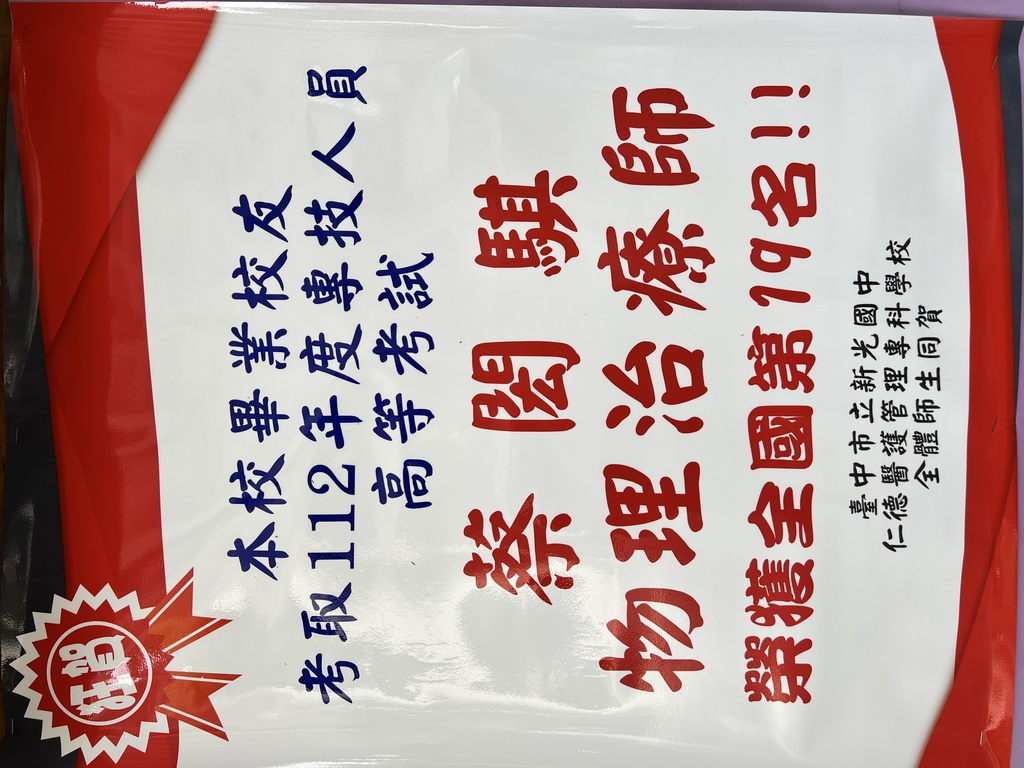 狂賀
本校畢業校友
考取112年度專技人員
高等考試
蔡閎騏
物理治療師
榮獲全國第19名!!
臺中市立新光國中
仁德醫護管理專科學校
全體師生同賀